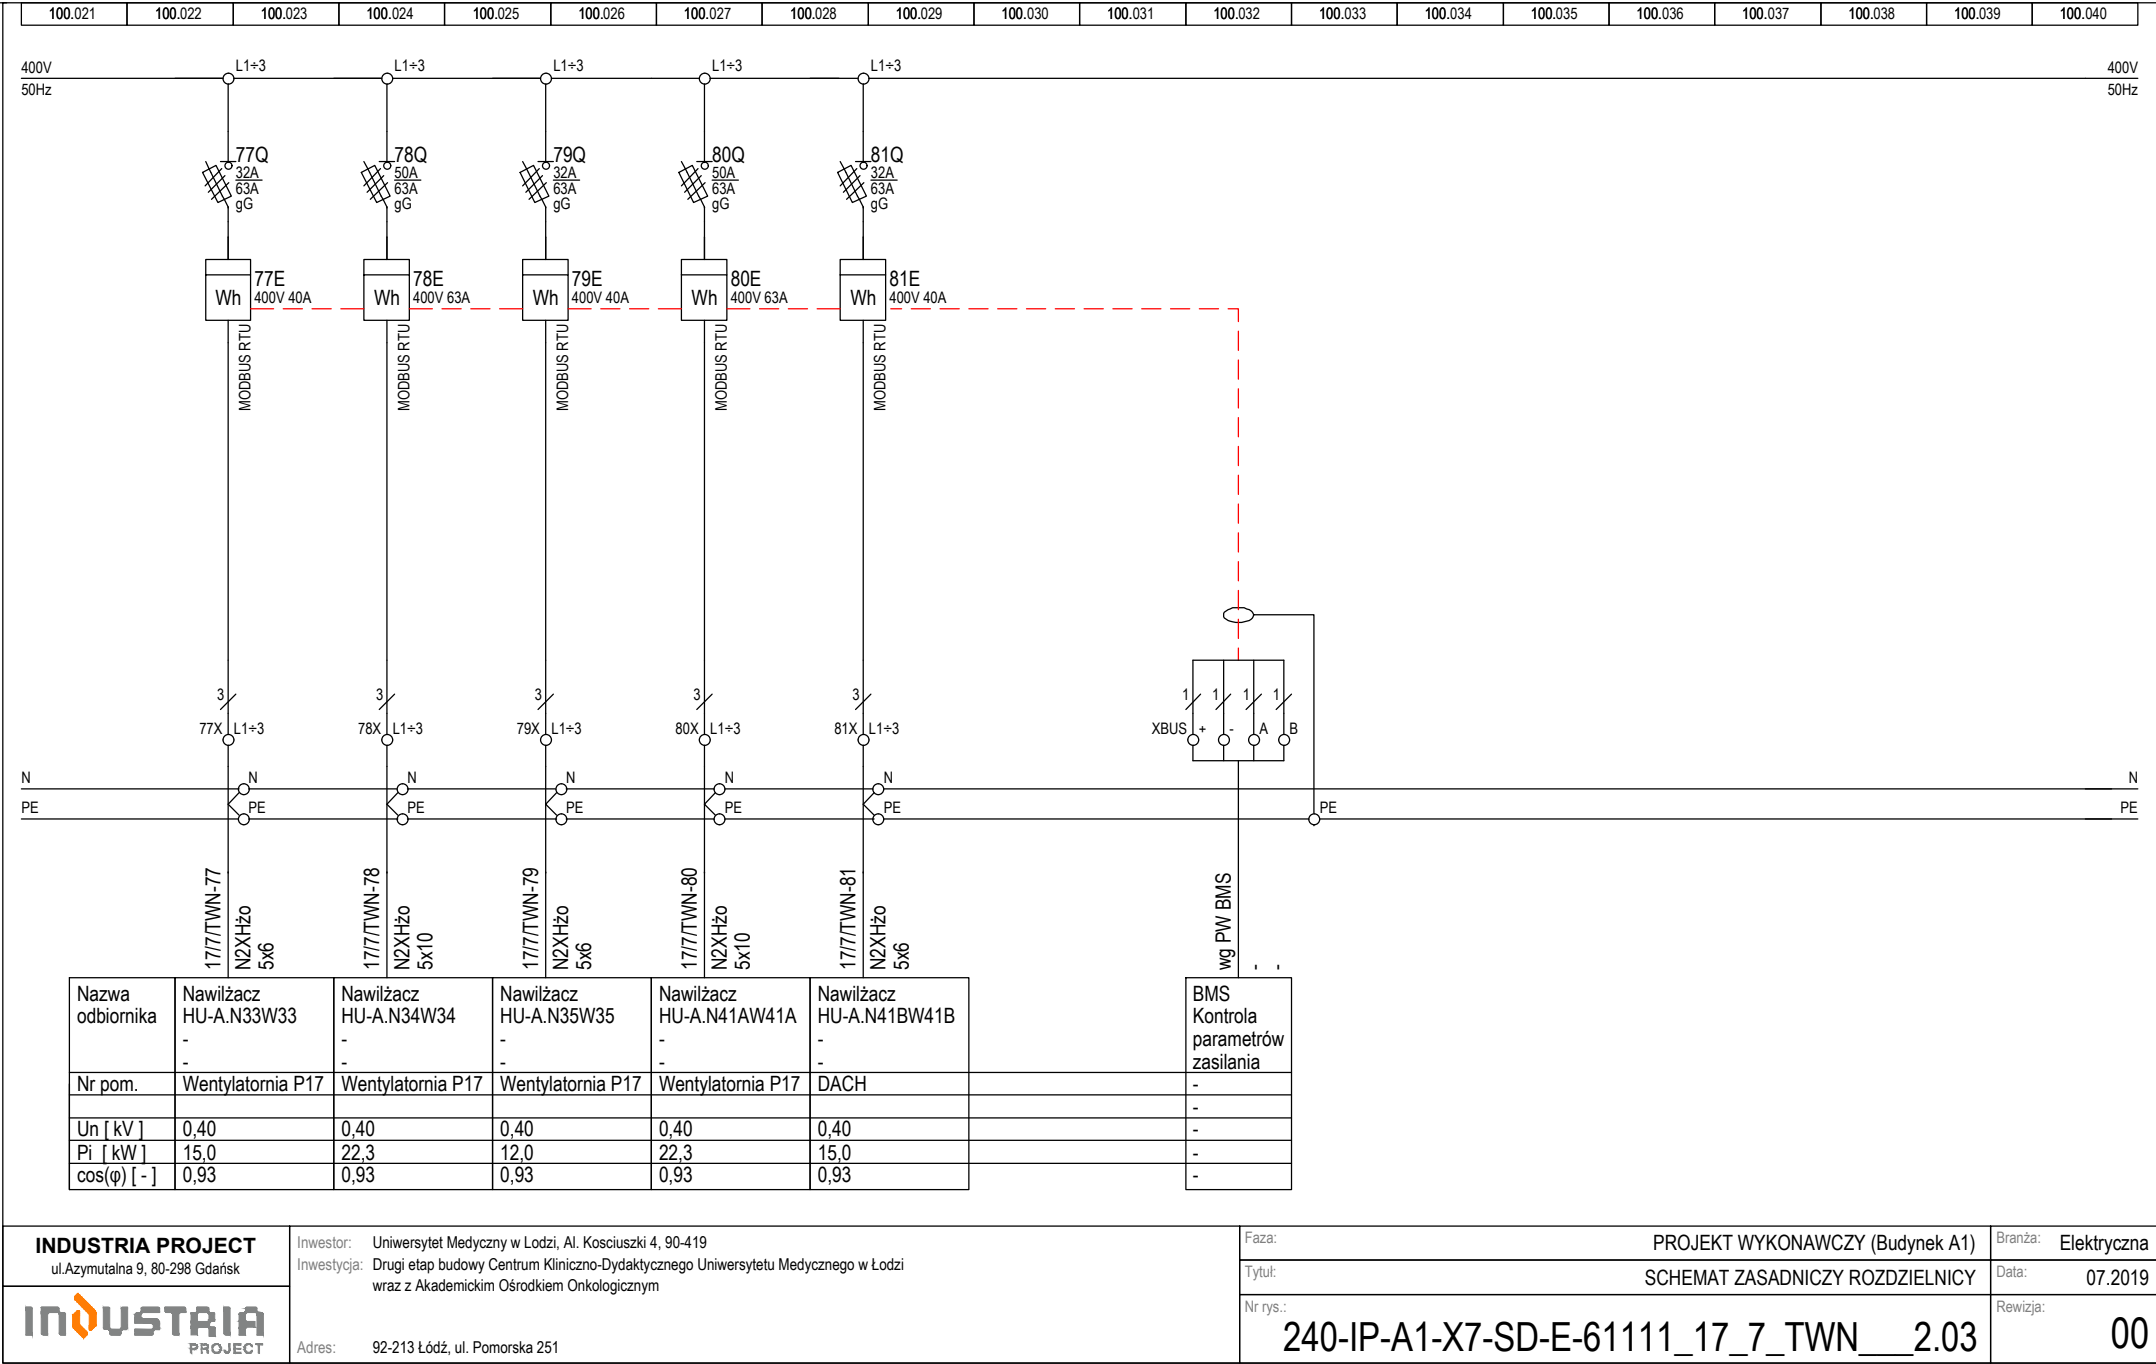 100.021 100.022 100.023 100.024 100.025 100.026 100.027 100.028 100.029 100.030 100.031 100.032 100.033 100.034 100.035 100.036 100.037 100.038 100.039 100.040
400V L1÷3 L1÷3 L1÷3 L1÷3 L1÷3 400V
50Hz 50Hz
77Q 78Q 79Q 80Q 81Q
32A 50A 32A 50A 32A
63A 63A 63A 63A 63A
gG gG gG gG gG
77E 78E 79E 80E 81E
Wh 400V 40A Wh 400V 63A Wh 400V 40A Wh 400V 63A Wh 400V 40A
MODBUS RTU MODBUS RTU MODBUS RTU MODBUS RTU MODBUS RTU
3 3 3 3 3 1 1 1 1
77X L1÷3 78X L1÷3 79X L1÷3 80X L1÷3 81X L1÷3 XBUS + - A B
N N N N N N N
PE PE PE PE PE PE PE PE
17/7/TWN-77 17/7/TWN-78 17/7/TWN-79 17/7/TWN-80 17/7/TWN-81 wg PW BMS
N2XHżo N2XHżo N2XHżo N2XHżo N2XHżo -
5x6 5x10 5x6 5x10 5x6 -
Nazwa Nawilżacz Nawilżacz Nawilżacz Nawilżacz Nawilżacz BMS
odbiornika HU-A.N33W33 HU-A.N34W34 HU-A.N35W35 HU-A.N41AW41A HU-A.N41BW41B Kontrola
- - - - - parametrów
- - - - - zasilania
Nr pom. Wentylatornia P17 Wentylatornia P17 Wentylatornia P17 Wentylatornia P17 DACH -
-
Un [ kV ] 0,40 0,40 0,40 0,40 0,40 -
Pi [ kW ] 15,0 22,3 12,0 22,3 15,0 -
cos(φ) [ - ] 0,93 0,93 0,93 0,93 0,93 -
INDUSTRIA PROJECT
ul.Azymutalna 9, 80-298 Gdańsk
INDUSTRIA
PROJECT
Inwestor: Uniwersytet Medyczny w Lodzi, Al. Kosciuszki 4, 90-419
Inwestycja: Drugi etap budowy Centrum Kliniczno-Dydaktycznego Uniwersytetu Medycznego w Łodzi
wraz z Akademickim Ośrodkiem Onkologicznym
Adres: 92-213 Łódź, ul. Pomorska 251
Faza: PROJEKT WYKONAWCZY (Budynek A1)
Branża: Elektryczna
Tytuł: SCHEMAT ZASADNICZY ROZDZIELNICY
Data: 07.2019
Nr rys.: 240-IP-A1-X7-SD-E-61111_17_7_TWN___2.03
Rewizja: 00